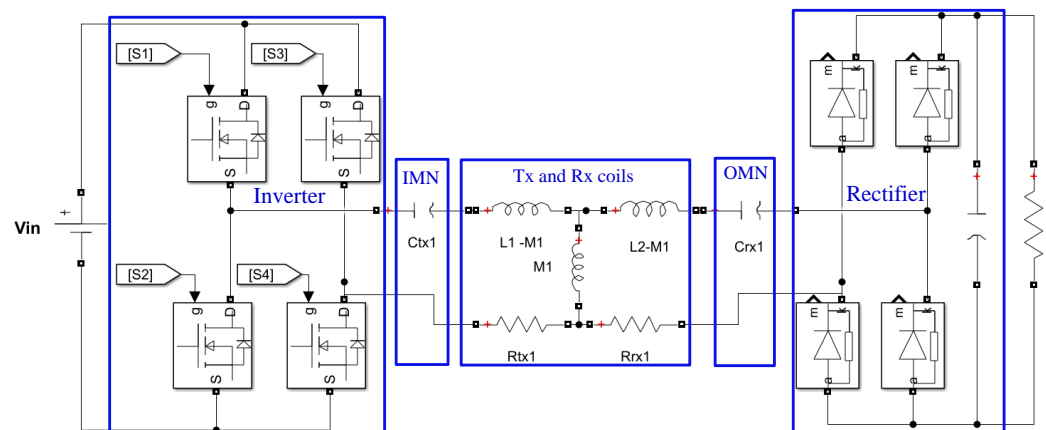 [S1]
[S3]
g
D
g
D
S
S
Inverter
IMN
Tx and Rx coils
OMN
Rectifier
m
k
m
k
a
a
+
Vin
+
+
+
+
+
+
Ctx1
L1 -M1
M1
L2-M1
Crx1
[S2]
[S4]
g
D
g
D
S
S
+
+
Rtx1
Rrx1
m
k
m
k
a
a